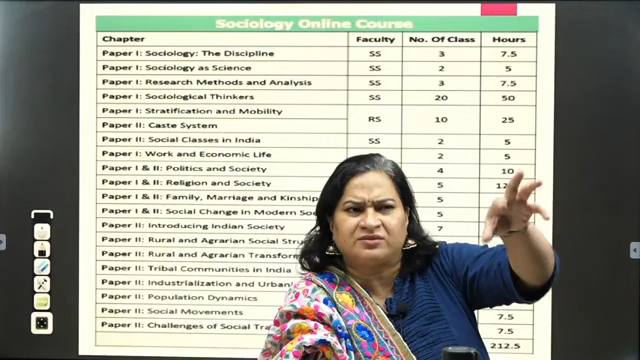 Sociology Online Course
Chapter Faculty No. Of Class Hours
Paper I: Sociology: The Discipline SS 3 7.5
Paper I: Sociology as Science SS 2 5
Paper I: Research Methods and Analysis SS 3 7.5
Paper I: Sociological Thinkers SS 20 50
Paper I: Stratification and Mobility
RS 10 25
Paper II: Caste System
Paper II: Social Classes in India SS 2 5
Paper I: Work and Economic Life 2 5
Paper I & II: Politics and Society 4 10
Paper I & II: Religion and Society 5
Paper I & II: Family, Marriage and Kinship 5
Paper I & II: Social Change in Modern 5
Paper II: Introducing Indian Society 7
Paper II: Rural and Agrarian Social
Paper II: Rural and Agrarian
Paper II: Tribal Communities in India
Paper II: Industrialization and
Paper II: Population Dynamics
Paper II: Social Movements 7.5
Paper II: Challenges of Social 7.5
212.5